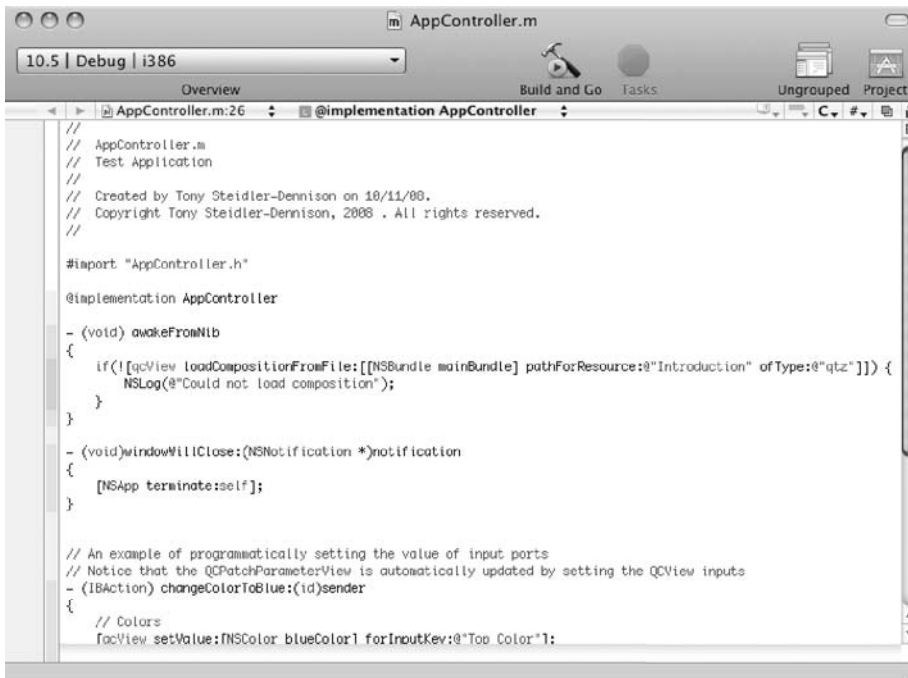 AppController.m
10.5 | Debug | i386
Overview
Build and Go
Tasks
Ungrouped
Project
AppController.m:26
@implementation AppController
C
#
//
//  AppController.m
//  Test Application
//
//  Created by Tony Steidler-Dennison on 10/11/08.
//  Copyright Tony Steidler-Dennison, 2008 . All rights reserved.
//
#import "AppController.h"
@implementation AppController
- (void) awakeFromNib
{
    if(![qcView loadCompositionFromFile:[[NSBundle mainBundle] pathForResource:@"Introduction" ofType:@"qtz"]]) {
        NSLog(@"Could not load composition");
    }
}
- (void)windowWillClose:(NSNotification *)notification
{
    [NSApp terminate:self];
}
// An example of programmatically setting the value of input ports
// Notice that the QCPatchParameterView is automatically updated by setting the QCView inputs
- (IBAction) changeColorToBlue:(id)sender
{
    // Colors
    [qcView setValue:[NSColor blueColor] forInputKey:@"Top Color"];